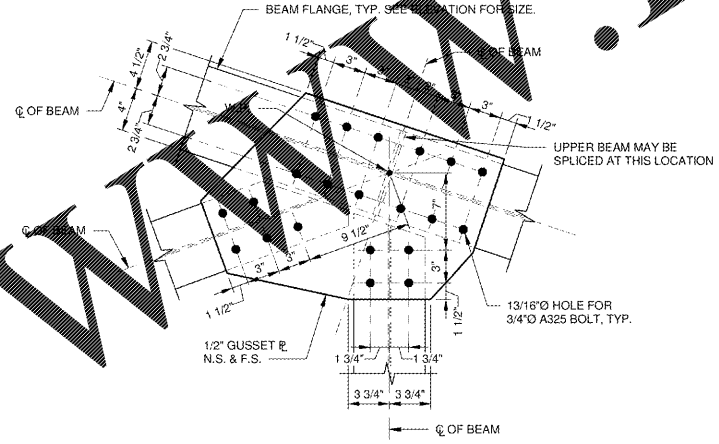 BEAM FLANGE, TYP. SEE ELEVATION FOR SIZE.
1 1/2"
3"
3"
℄ OF BEAM
3"
1 1/2"
4 1/2"
2 3/4"
4"
2 3/4"
℄ OF BEAM
UPPER BEAM MAY BE
SPLICED AT THIS LOCATION
7"
℄ OF BEAM
9 1/2"
3"
3"
3"
1 1/2"
1 1/2"
13/16"Ø HOLE FOR
3/4"Ø A325 BOLT, TYP.
1/2" GUSSET ℄
N.S. & F.S.
1 3/4"
1 3/4"
3 3/4"
3 3/4"
℄ OF BEAM
WWW.